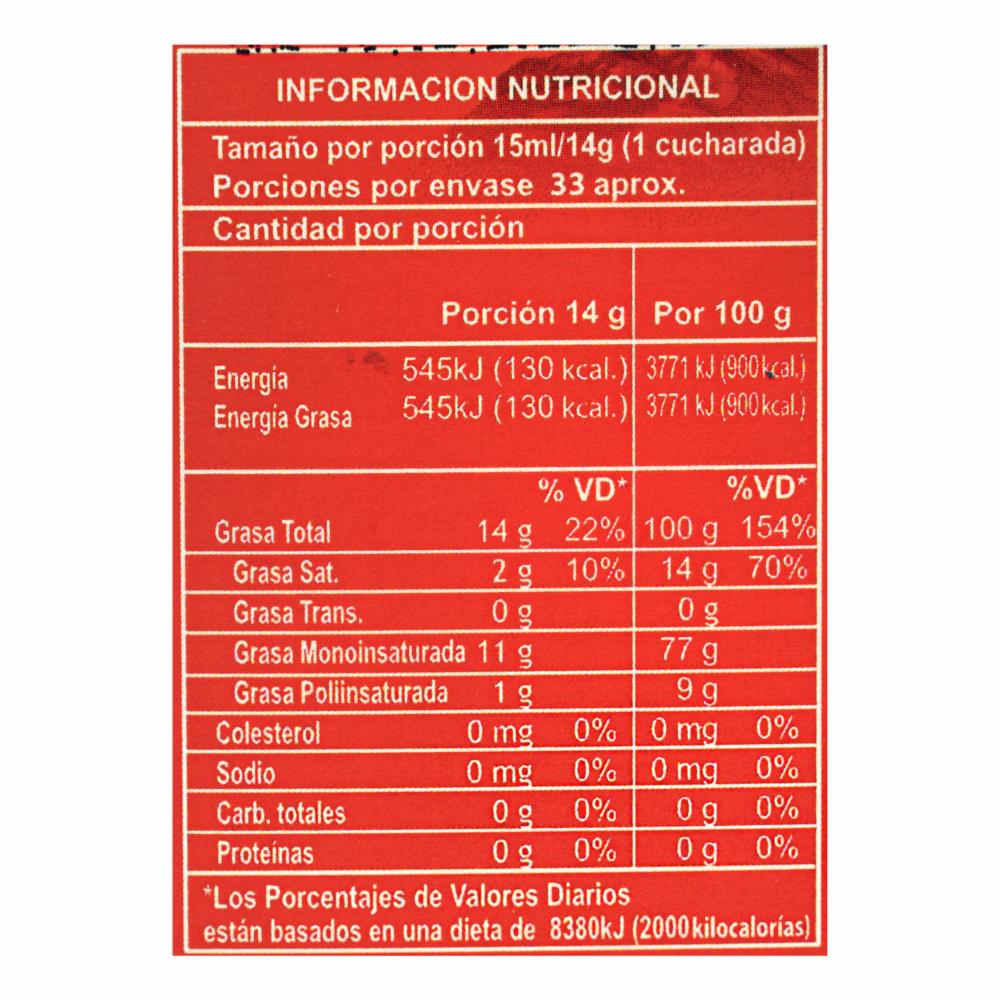 INFORMACION NUTRICIONAL
Tamaño por porción 15ml/14g (1 cucharada)
Porciones por envase 33 aprox.
Cantidad por porción
Porción 14 g Por 100 g
Energía 545kJ (130 kcal.) 3771 kJ (900 kcal.)
Energía Grasa 545kJ (130 kcal.) 3771 kJ (900 kcal.)
% VD* %VD*
Grasa Total 14 g 22% 100 g 154%
Grasa Sat. 2 g 10% 14 g 70%
Grasa Trans. 0 g 0 g
Grasa Monoinsaturada 11 g 77 g
Grasa Poliinsaturada 1 g 9 g
Colesterol 0 mg 0% 0 mg 0%
Sodio 0 mg 0% 0 mg 0%
Carb. totales 0 g 0% 0 g 0%
Proteínas 0 g 0% 0 g 0%
*Los Porcentajes de Valores Diarios
están basados en una dieta de 8380kJ (2000 kilocalorías)